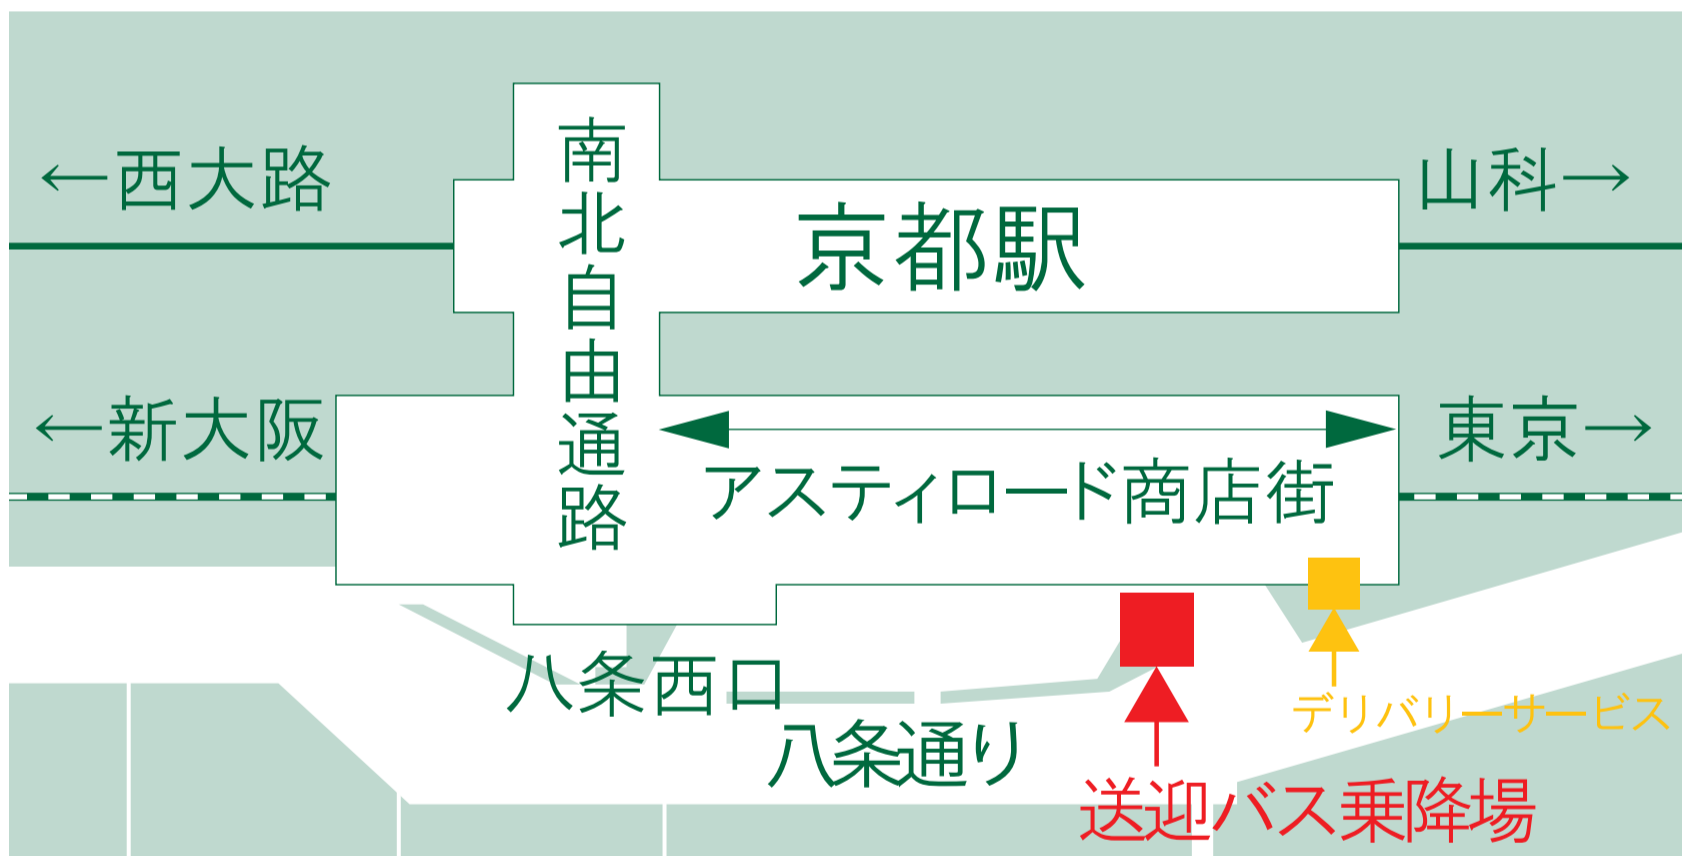 ←西大路
南北自由通路
京都駅
山科→
←新大阪
アスティロード商店街
東京→
八条西口
八条通り
デリバリーサービス
送迎バス乗降場